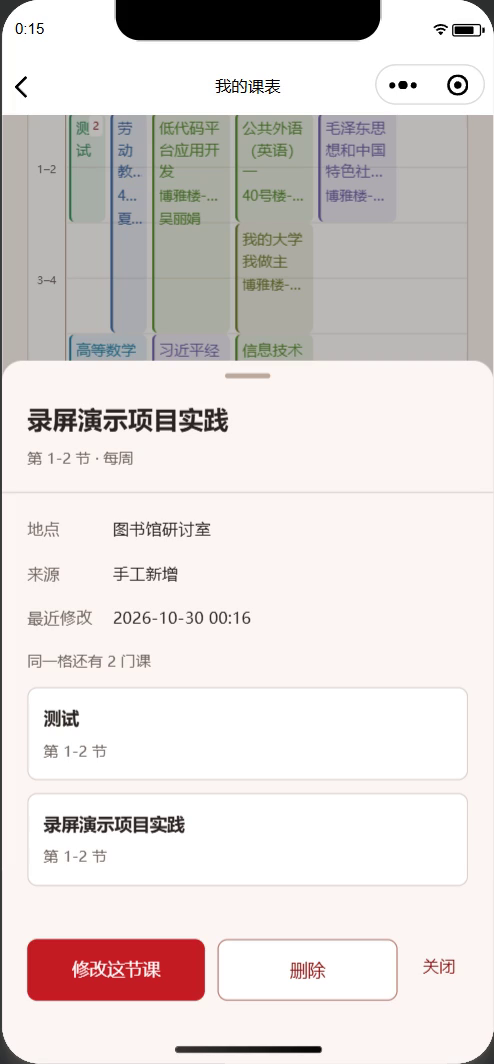 0:15
我的课表
1–2
测 2
试
劳
动
教...
4...
夏...
低代码平
台应用开
发
博雅楼-...
吴丽娟
公共外语
（英语）
一
40号楼-...
毛泽东思
想和中国
特色社...
博雅楼-...
3–4
我的大学
我做主
博雅楼-...
高等数学
习近平经
信息技术
录屏演示项目实践
第 1-2 节 · 每周
地点 图书馆研讨室
来源 手工新增
最近修改 2026-10-30 00:16
同一格还有 2 门课
测试
第 1-2 节
录屏演示项目实践
第 1-2 节
修改这节课 删除 关闭